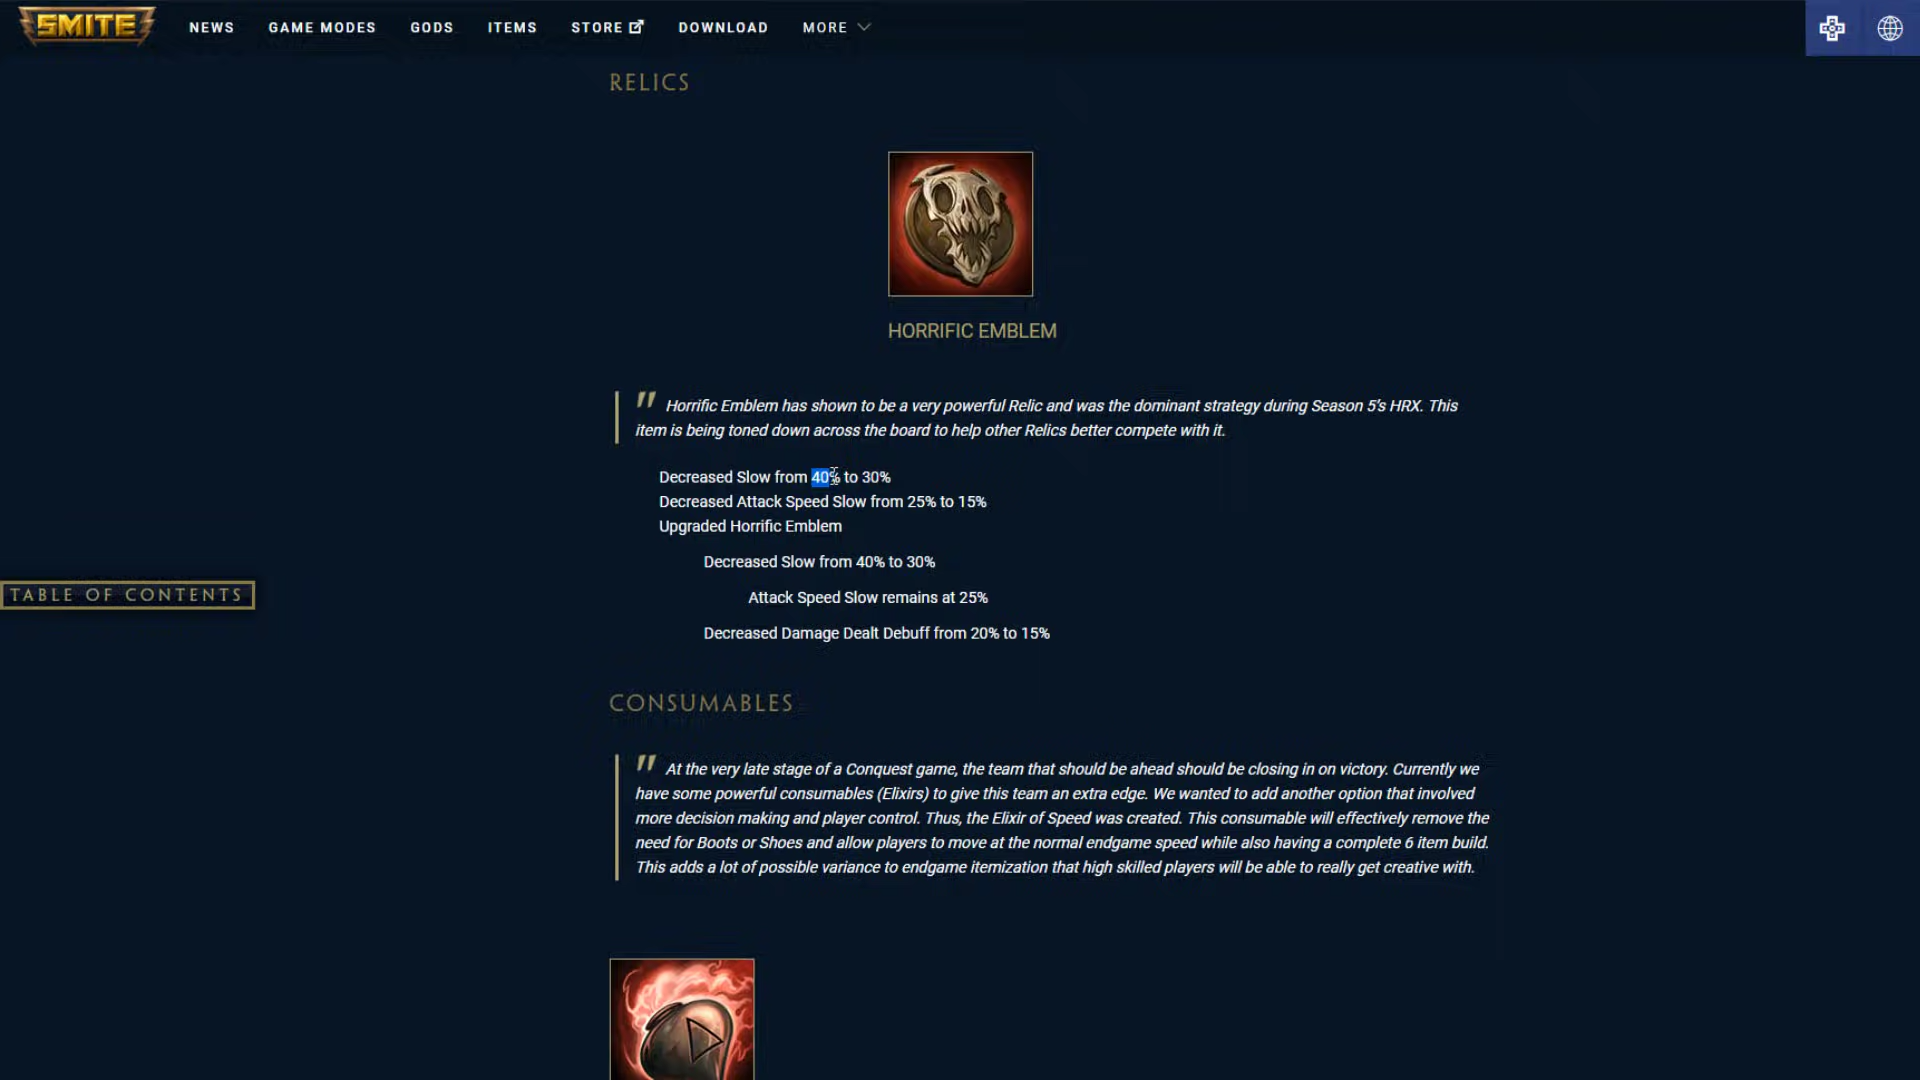 SMITE
NEWS
GAME MODES
GODS
ITEMS
STORE
DOWNLOAD
MORE
RELICS
HORRIFIC EMBLEM
" Horrific Emblem has shown to be a very powerful Relic and was the dominant strategy during Season 5's HRX. This
item is being toned down across the board to help other Relics better compete with it.
Decreased Slow from 40% to 30%
Decreased Attack Speed Slow from 25% to 15%
Upgraded Horrific Emblem
Decreased Slow from 40% to 30%
TABLE OF CONTENTS
Attack Speed Slow remains at 25%
Decreased Damage Dealt Debuff from 20% to 15%
CONSUMABLES
" At the very late stage of a Conquest game, the team that should be ahead should be closing in on victory. Currently we
have some powerful consumables (Elixirs) to give this team an extra edge. We wanted to add another option that involved
more decision making and player control. Thus, the Elixir of Speed was created. This consumable will effectively remove the
need for Boots or Shoes and allow players to move at the normal endgame speed while also having a complete 6 item build.
This adds a lot of possible variance to endgame itemization that high skilled players will be able to really get creative with.